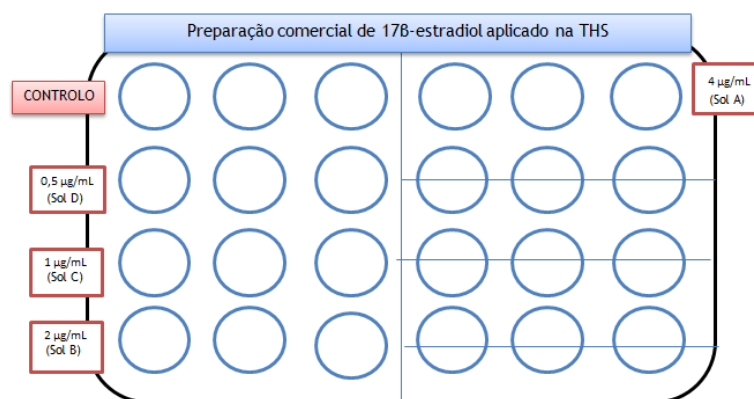 Preparação comercial de 17β-estradiol aplicado na THS
CONTROLO
4 µg/mL
(Sol A)
0,5 µg/mL
(Sol D)
1 µg/mL
(Sol C)
2 µg/mL
(Sol B)